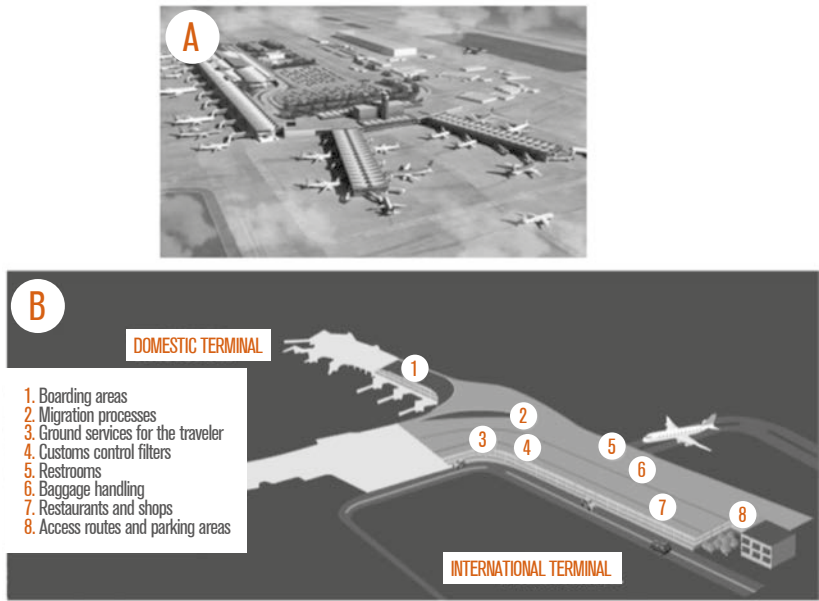 A
B
DOMESTIC TERMINAL
1. Boarding areas
2. Migration processes
3. Ground services for the traveler
4. Customs control filters
5. Restrooms
6. Baggage handling
7. Restaurants and shops
8. Access routes and parking areas
1
2
3
4
5
6
7
8
INTERNATIONAL TERMINAL